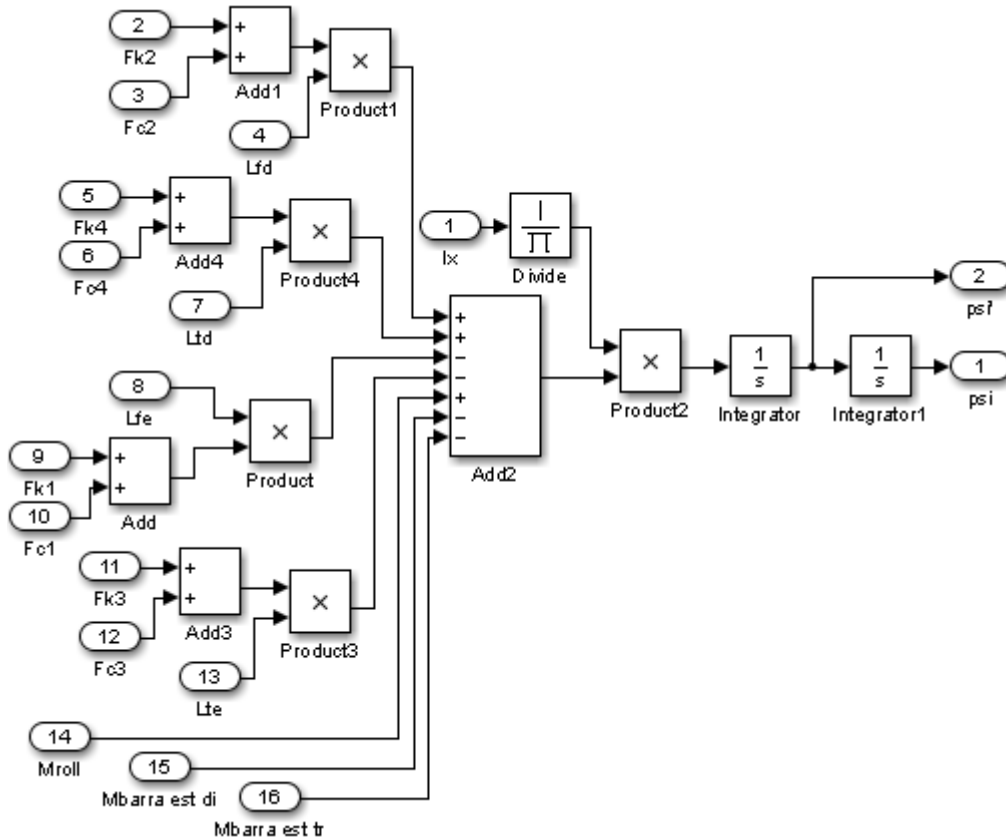 2
Fk2
3
Fc2
+
+
Add1
×
Product1
4
Lfd
5
Fk4
6
Fc4
+
+
Add4
×
Product4
7
Ltd
1
Ix
1
∏
Divide
8
Lfe
×
Product
9
Fk1
10
Fc1
+
+
Add
11
Fk3
12
Fc3
+
+
Add3
×
Product3
13
Lte
14
Mroll
15
Mbarra est di
16
Mbarra est tr
+
+
−
−
+
−
−
Add2
×
Product2
1
s
Integrator
1
s
Integrator1
2
psi'
1
psi